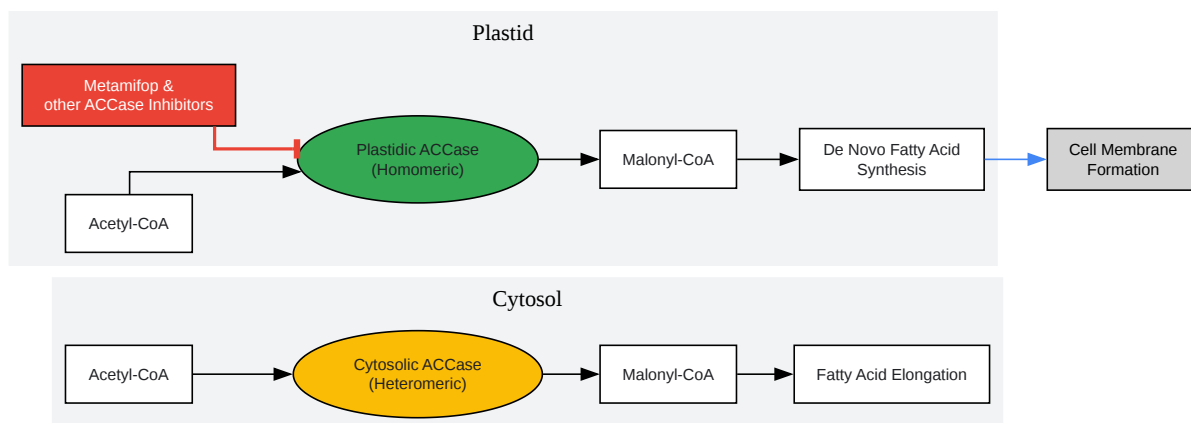 Plastid
Metamifop &
other ACCase Inhibitors
Plastidic ACCase
(Homomeric)
Malonyl-CoA
De Novo Fatty Acid
Synthesis
Cell Membrane
Formation
Acetyl-CoA
Cytosol
Acetyl-CoA
Cytosolic ACCase
(Heteromeric)
Malonyl-CoA
Fatty Acid Elongation